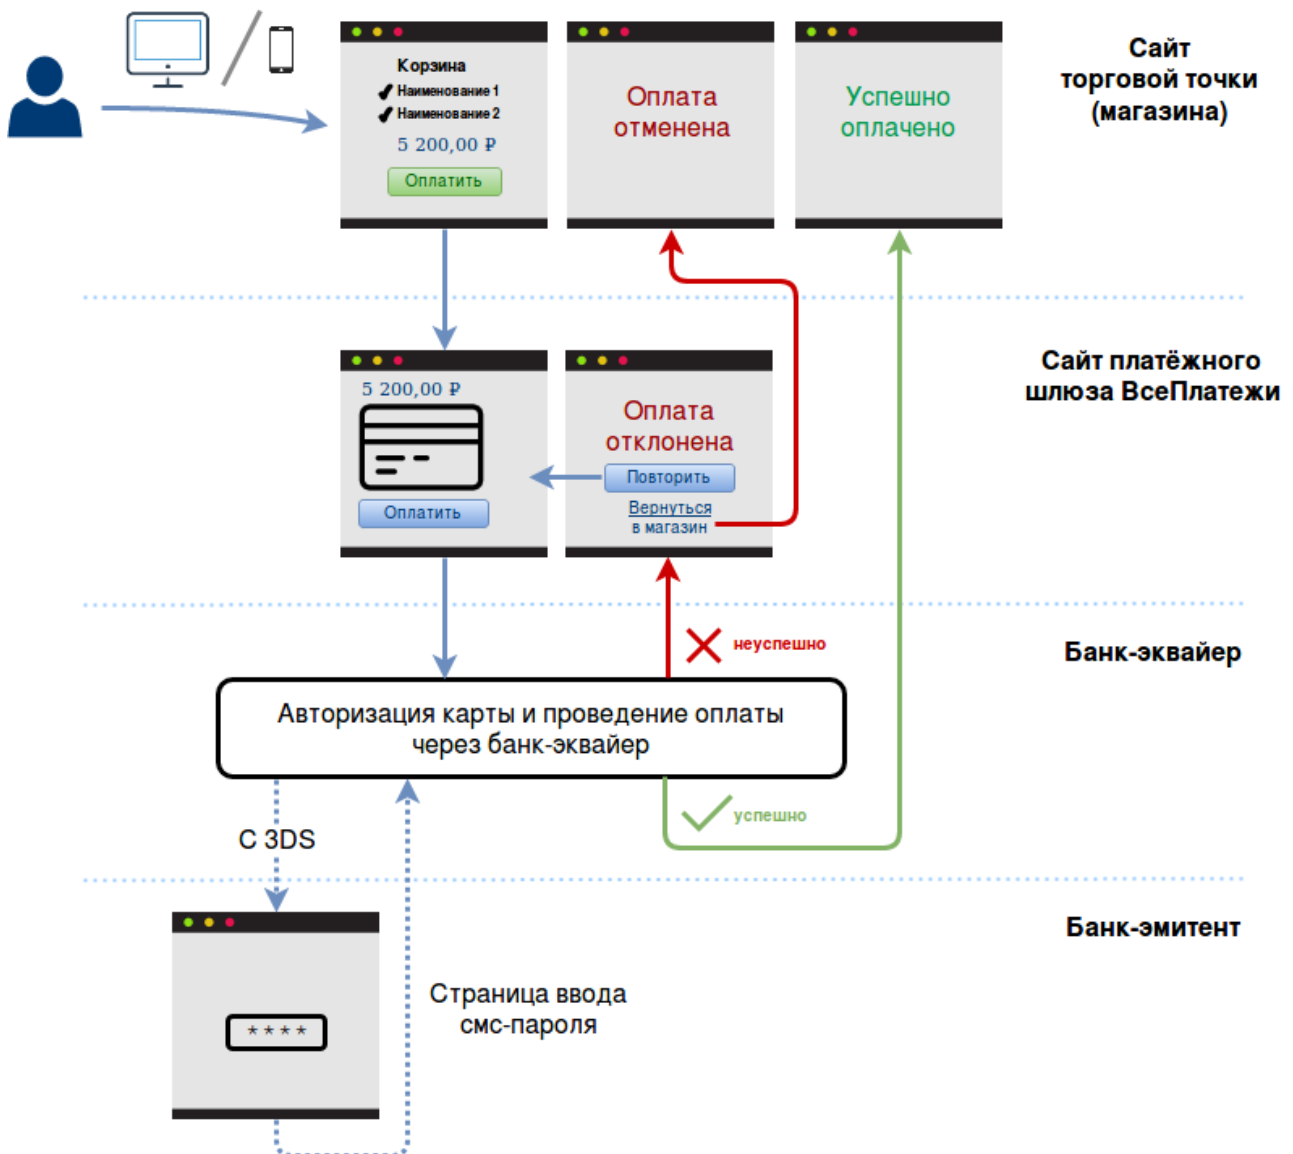 Корзина
Наименование 1
Наименование 2
5 200,00 ₽
Оплатить
Оплата
отменена
Успешно
оплачено
Сайт
торговой точки
(магазина)
5 200,00 ₽
Оплатить
Оплата
отклонена
Повторить
Вернуться
в магазин
Сайт платёжного
шлюза ВсеПлатежи
неуспешно
Банк-эквайер
Авторизация карты и проведение оплаты
через банк-эквайер
успешно
С 3DS
Банк-эмитент
Страница ввода
смс-пароля
* * * *